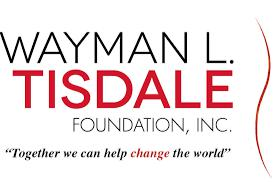 WAYMAN L.
TISDALE
FOUNDATION, INC.
“Together we can help change the world”